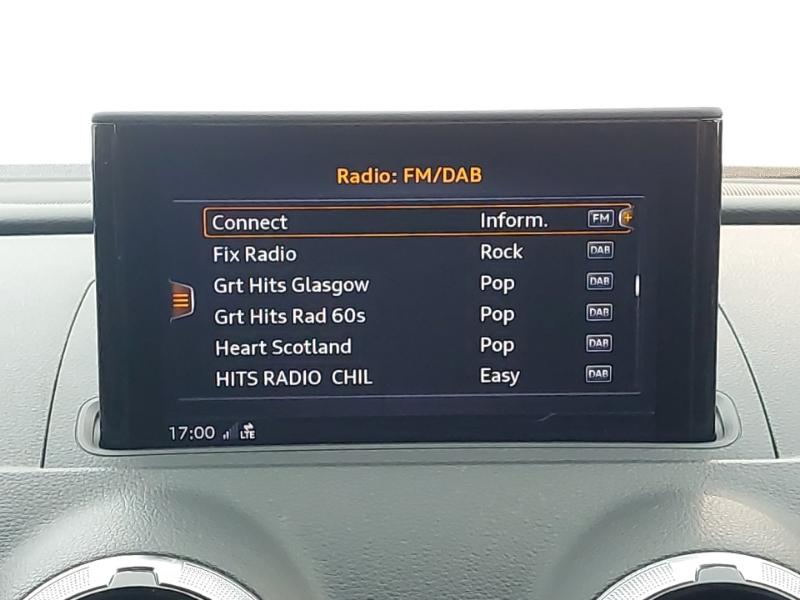 Radio: FM/DAB
Connect Inform. FM
Fix Radio Rock DAB
Grt Hits Glasgow Pop DAB
Grt Hits Rad 60s Pop DAB
Heart Scotland Pop DAB
HITS RADIO CHIL Easy DAB
17:00 LTE